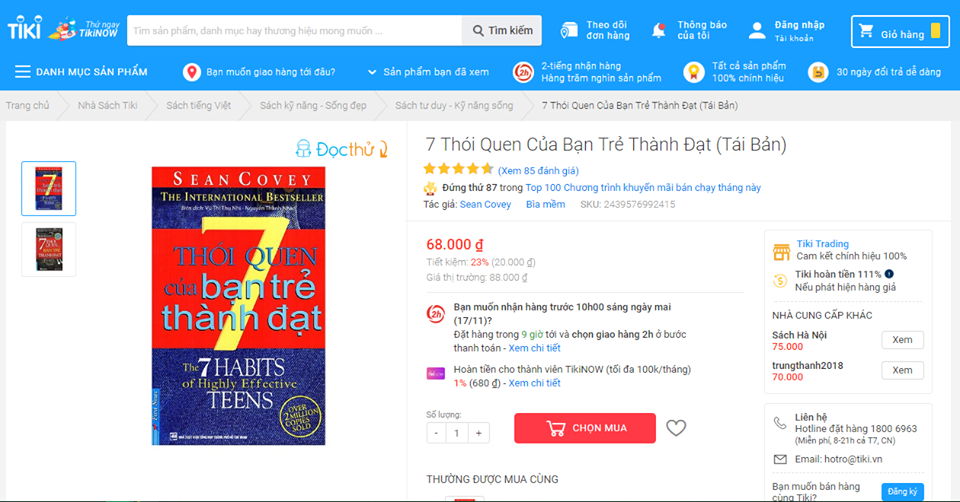 TIKI
Thử ngay
TikiNOW
Tìm sản phẩm, danh mục hay thương hiệu mong muốn ...
Tìm kiếm
Theo dõi
đơn hàng
Thông báo
của tôi
Đăng nhập
Tài khoản
Giỏ hàng
DANH MỤC SẢN PHẨM
Bạn muốn giao hàng tới đâu?
Sản phẩm bạn đã xem
2h
2-tiếng nhận hàng
Hàng trăm nghìn sản phẩm
Tất cả sản phẩm
100% chính hiệu
30 ngày đổi trả dễ dàng
Trang chủ
Nhà Sách Tiki
Sách tiếng Việt
Sách kỹ năng - Sống đẹp
Sách tư duy - Kỹ năng sống
7 Thói Quen Của Bạn Trẻ Thành Đạt (Tái Bản)
Đọc thử
SEAN COVEY
THE INTERNATIONAL BESTSELLER
Biên dịch: Vũ Thị Thu Nhi - Nguyễn Thành Nhân
7
THÓI QUEN
của bạn trẻ
thành đạt
The 7 HABITS
of Highly Effective
TEENS
OVER
2 MILLION
COPIES
SOLD
7 Thói Quen Của Bạn Trẻ Thành Đạt (Tái Bản)
(Xem 85 đánh giá)
Đứng thứ 87 trong Top 100 Chương trình khuyến mãi bán chạy tháng này
Tác giả: Sean Covey Bìa mềm SKU: 2439576992415
68.000 ₫
Tiết kiệm: 23% (20.000 ₫)
Giá thị trường: 88.000 ₫
2h
Bạn muốn nhận hàng trước 10h00 sáng ngày mai
(17/11)?
Đặt hàng trong 9 giờ tới và chọn giao hàng 2h ở bước
thanh toán - Xem chi tiết
Hoàn tiền cho thành viên TikiNOW (tối đa 100k/tháng)
1% (680 ₫) - Xem chi tiết
Số lượng:
- 1 +
CHỌN MUA
THƯỜNG ĐƯỢC MUA CÙNG
Tiki Trading
Cam kết chính hiệu 100%
Tiki hoàn tiền 111%
Nếu phát hiện hàng giả
NHÀ CUNG CẤP KHÁC
Sách Hà Nội
75.000
Xem
trungthanh2018
70.000
Xem
Liên hệ
Hotline đặt hàng 1800 6963
(Miễn phí, 8-21h cả T7, CN)
Email: hotro@tiki.vn
Bạn muốn bán hàng
cùng Tiki?
Đăng ký